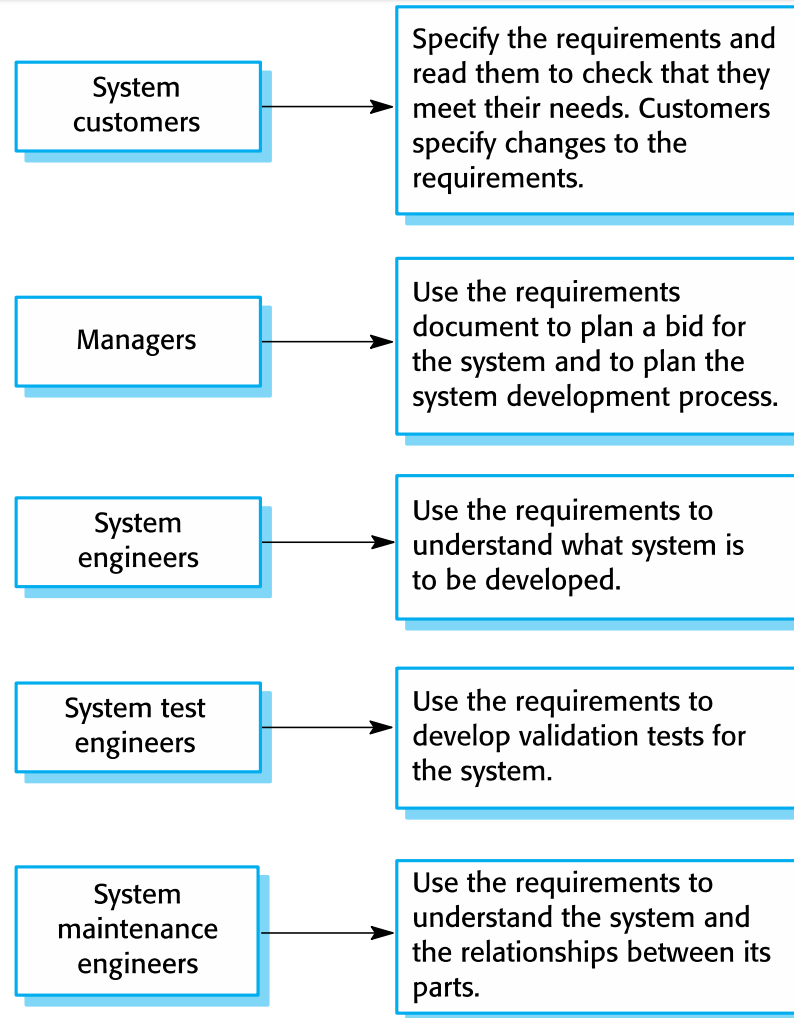 System
customers
Specify the requirements and
read them to check that they
meet their needs. Customers
specify changes to the
requirements.
Managers
Use the requirements
document to plan a bid for
the system and to plan the
system development process.
System
engineers
Use the requirements to
understand what system is
to be developed.
System test
engineers
Use the requirements to
develop validation tests for
the system.
System
maintenance
engineers
Use the requirements to
understand the system and
the relationships between its
parts.